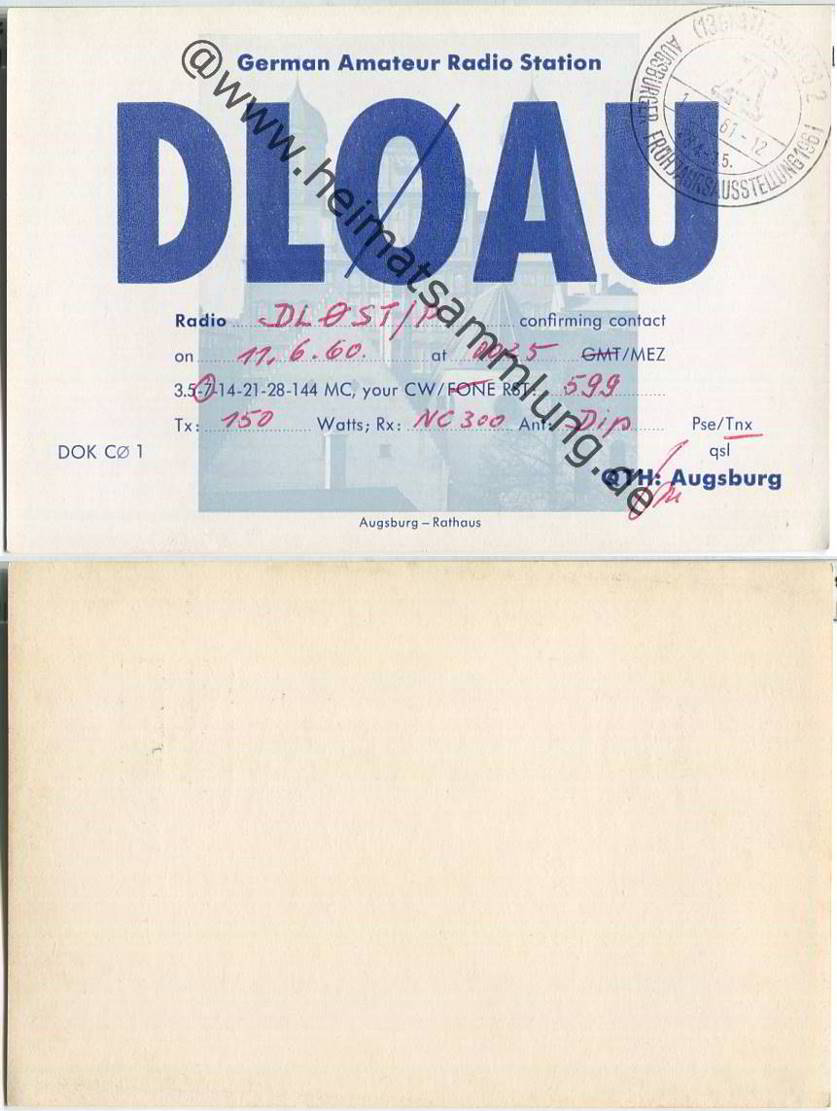 German Amateur Radio Station
DLØAU
Radio DLØST/P confirming contact
on 11.6.60. at 0025 GMT/MEZ
3.5-7-14-21-28-144 MC, your CW/FONE RST: 599
Tx: 150 Watts; Rx: NC300 Ant: Dip Pse/Tnx
DOK CØ 1 qsl
QTH: Augsburg
Augsburg – Rathaus
AUGSBURGER FRÜHJAHRSAUSSTELLUNG 1961
@www.heimatsammlung.de